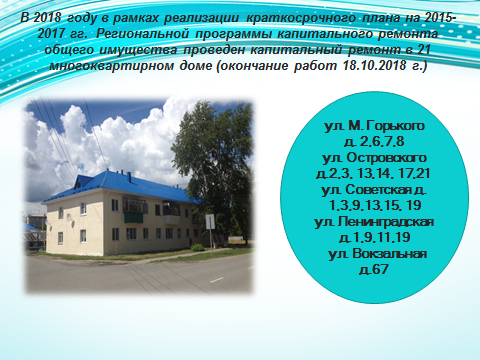 В 2018 году в рамках реализации краткосрочного плана на 2015-
2017 гг. Региональной программы капитального ремонта
общего имущества проведен капитальный ремонт в 21
многоквартирном доме (окончание работ 18.10.2018 г.)
ул. М. Горького
д. 2,6,7,8
ул. Островского
д.2,3, 13,14, 17,21
ул. Советская д.
1,3,9,13,15, 19
ул. Ленинградская
д.1,9,11,19
ул. Вокзальная
д.67